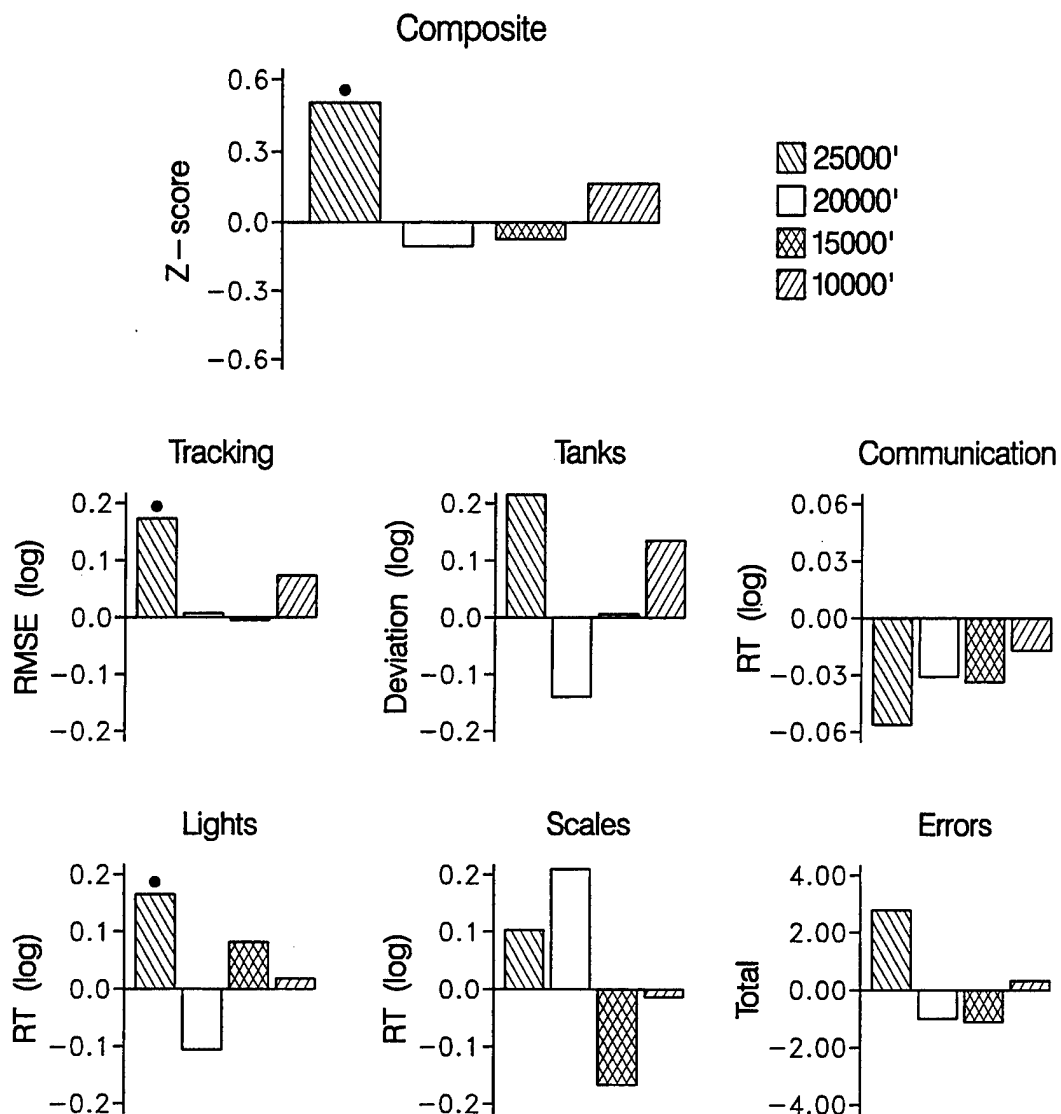 Composite
0.6
0.3
0.0
−0.3
−0.6
Z−score
25000'
20000'
15000'
10000'
Tracking
0.2
0.1
0.0
−0.1
−0.2
RMSE (log)
Tanks
0.2
0.1
0.0
−0.1
−0.2
Deviation (log)
Communication
0.06
0.03
0.00
−0.03
−0.06
RT (log)
Lights
0.2
0.1
0.0
−0.1
−0.2
RT (log)
Scales
0.2
0.1
0.0
−0.1
−0.2
RT (log)
Errors
4.00
2.00
0.00
−2.00
−4.00
Total